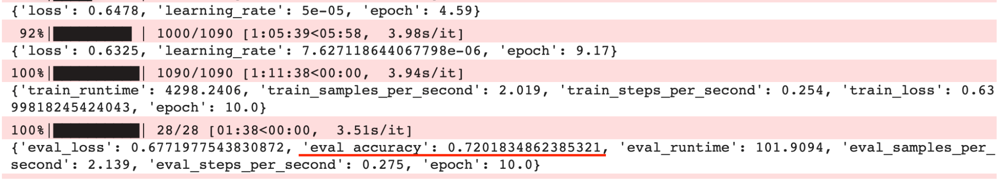 {'loss': 0.6478, 'learning_rate': 5e-05, 'epoch': 4.59}
92%|██████████ | 1000/1090 [1:05:39<05:58,  3.98s/it]
{'loss': 0.6325, 'learning_rate': 7.627118644067798e-06, 'epoch': 9.17}
100%|███████████| 1090/1090 [1:11:38<00:00,  3.94s/it]
{'train_runtime': 4298.2406, 'train_samples_per_second': 2.019, 'train_steps_per_second': 0.254, 'train_loss': 0.63
99818245424043, 'epoch': 10.0}
100%|███████████| 28/28 [01:38<00:00,  3.51s/it]
{'eval_loss': 0.6771977543830872, 'eval_accuracy': 0.7201834862385321, 'eval_runtime': 101.9094, 'eval_samples_per_
second': 2.139, 'eval_steps_per_second': 0.275, 'epoch': 10.0}